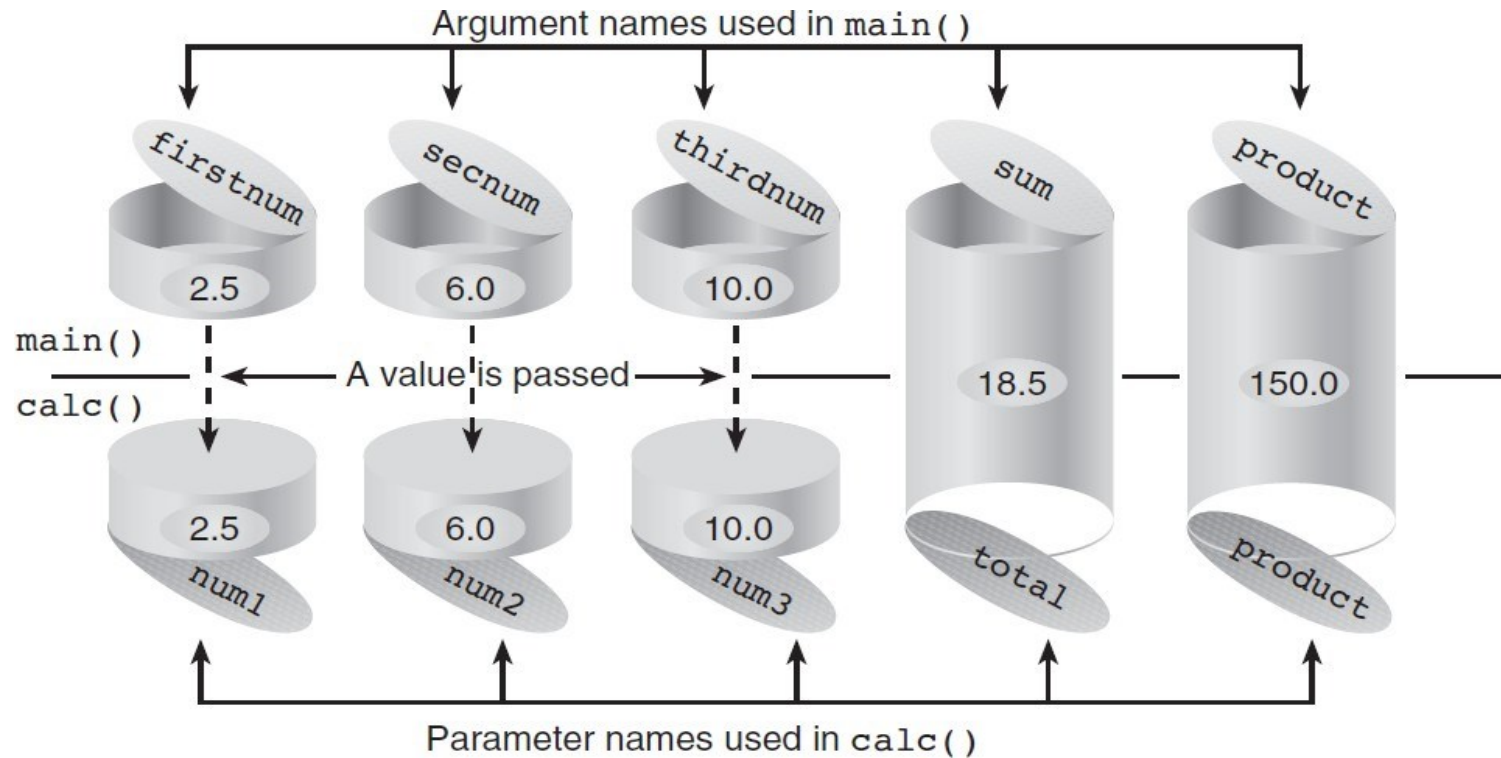 Argument names used in main()
firstnum
secnum
thirdnum
sum
product
2.5
6.0
10.0
main()
A value is passed
18.5
150.0
calc()
2.5
6.0
10.0
num1
num2
num3
total
product
Parameter names used in calc()